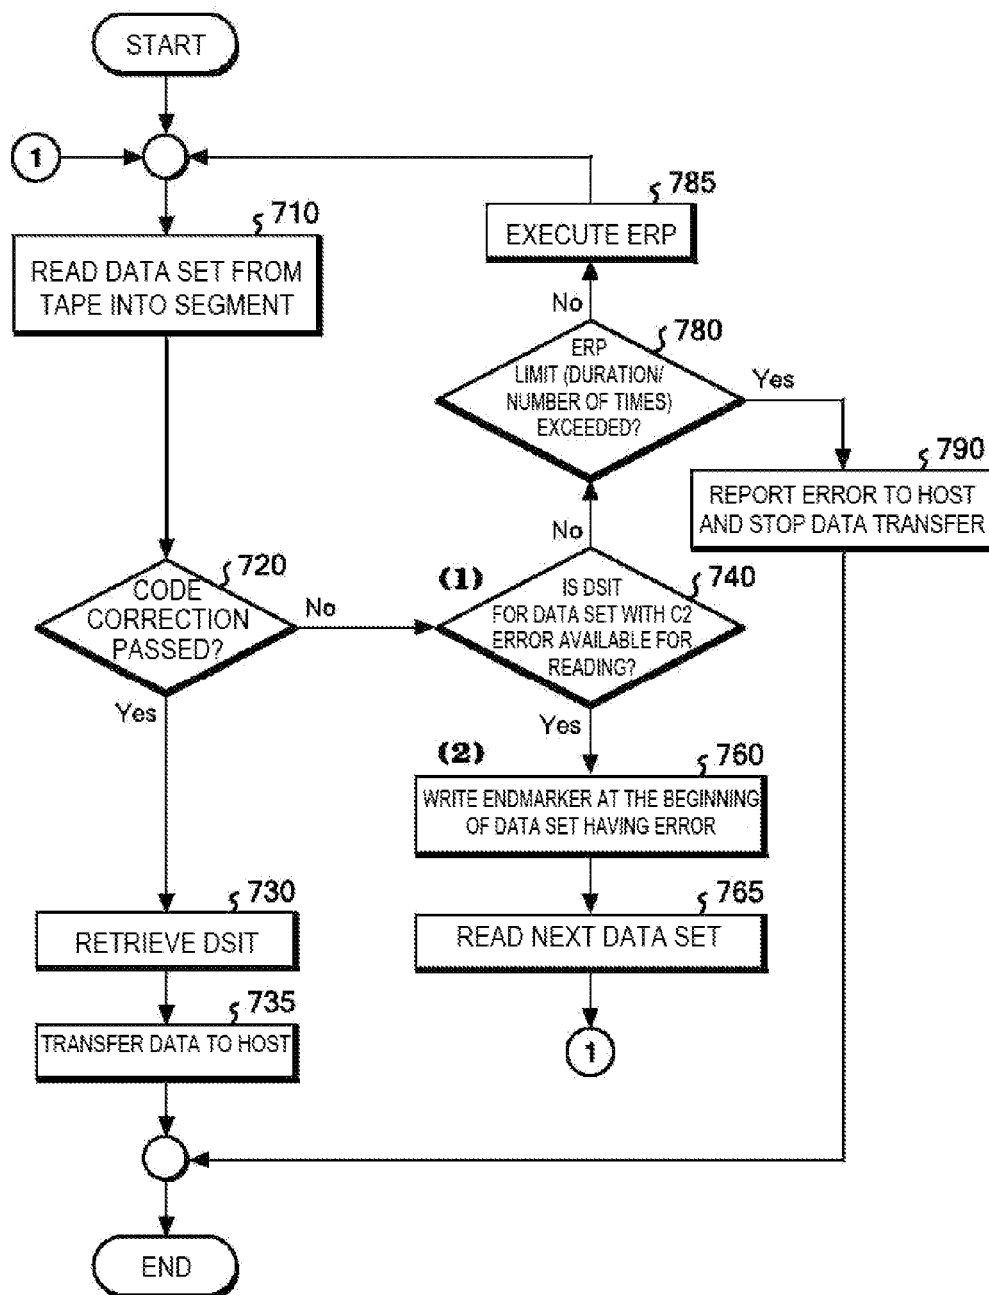 START
1
710
READ DATA SET FROM
TAPE INTO SEGMENT
785
EXECUTE ERP
No
780
ERP
LIMIT (DURATION/
NUMBER OF TIMES)
EXCEEDED?
Yes
790
REPORT ERROR TO HOST
AND STOP DATA TRANSFER
No
720
CODE
CORRECTION
PASSED?
No
(1)
740
IS DSIT
FOR DATA SET WITH C2
ERROR AVAILABLE FOR
READING?
Yes
Yes
(2)
760
WRITE ENDMARKER AT THE BEGINNING
OF DATA SET HAVING ERROR
730
RETRIEVE DSIT
765
READ NEXT DATA SET
735
TRANSFER DATA TO HOST
1
END